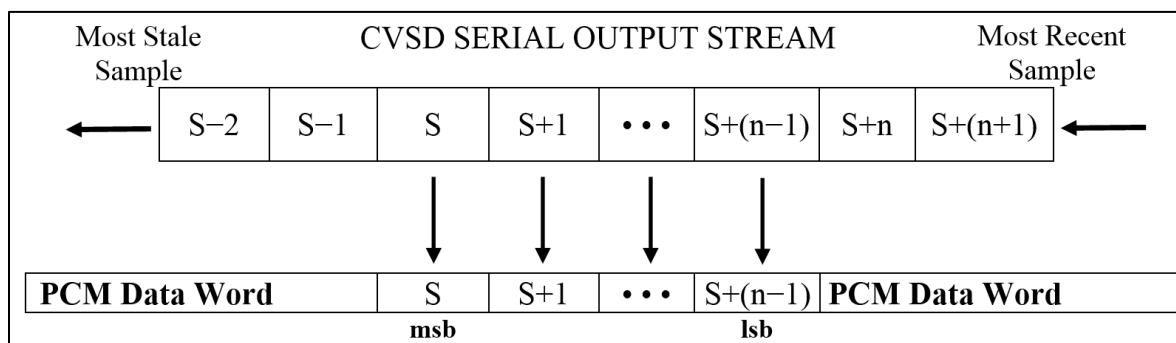 Most Stale Sample
CVSD SERIAL OUTPUT STREAM
Most Recent Sample
S−2 S−1 S S+1 • • • S+(n−1) S+n S+(n+1)
PCM Data Word S S+1 • • • S+(n−1) PCM Data Word
msb lsb